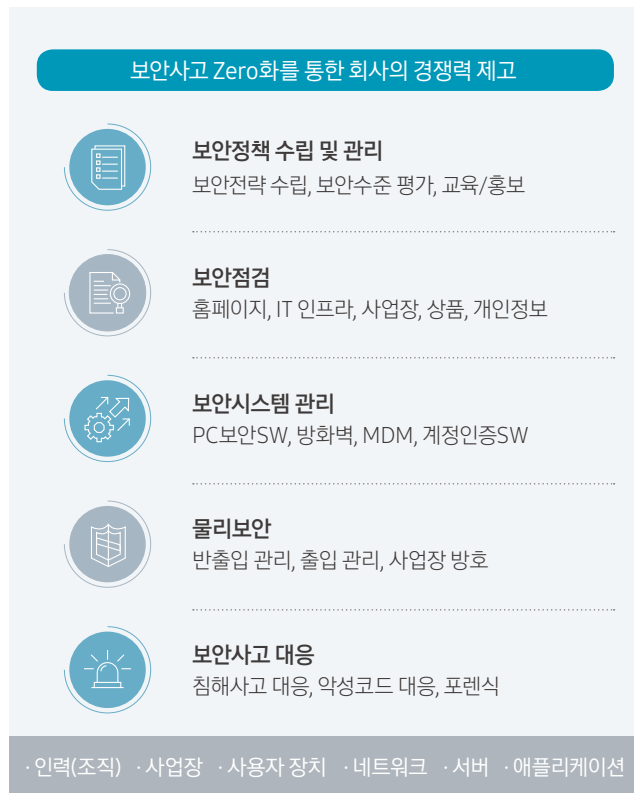 보안사고 Zero화를 통한 회사의 경쟁력 제고
보안정책 수립 및 관리
보안전략 수립, 보안수준 평가, 교육/홍보
보안점검
홈페이지, IT 인프라, 사업장, 상품, 개인정보
보안시스템 관리
PC보안SW, 방화벽, MDM, 계정인증SW
물리보안
반출입 관리, 출입 관리, 사업장 방호
보안사고 대응
침해사고 대응, 악성코드 대응, 포렌식
· 인력(조직) · 사업장 · 사용자 장치 · 네트워크 · 서버 · 애플리케이션